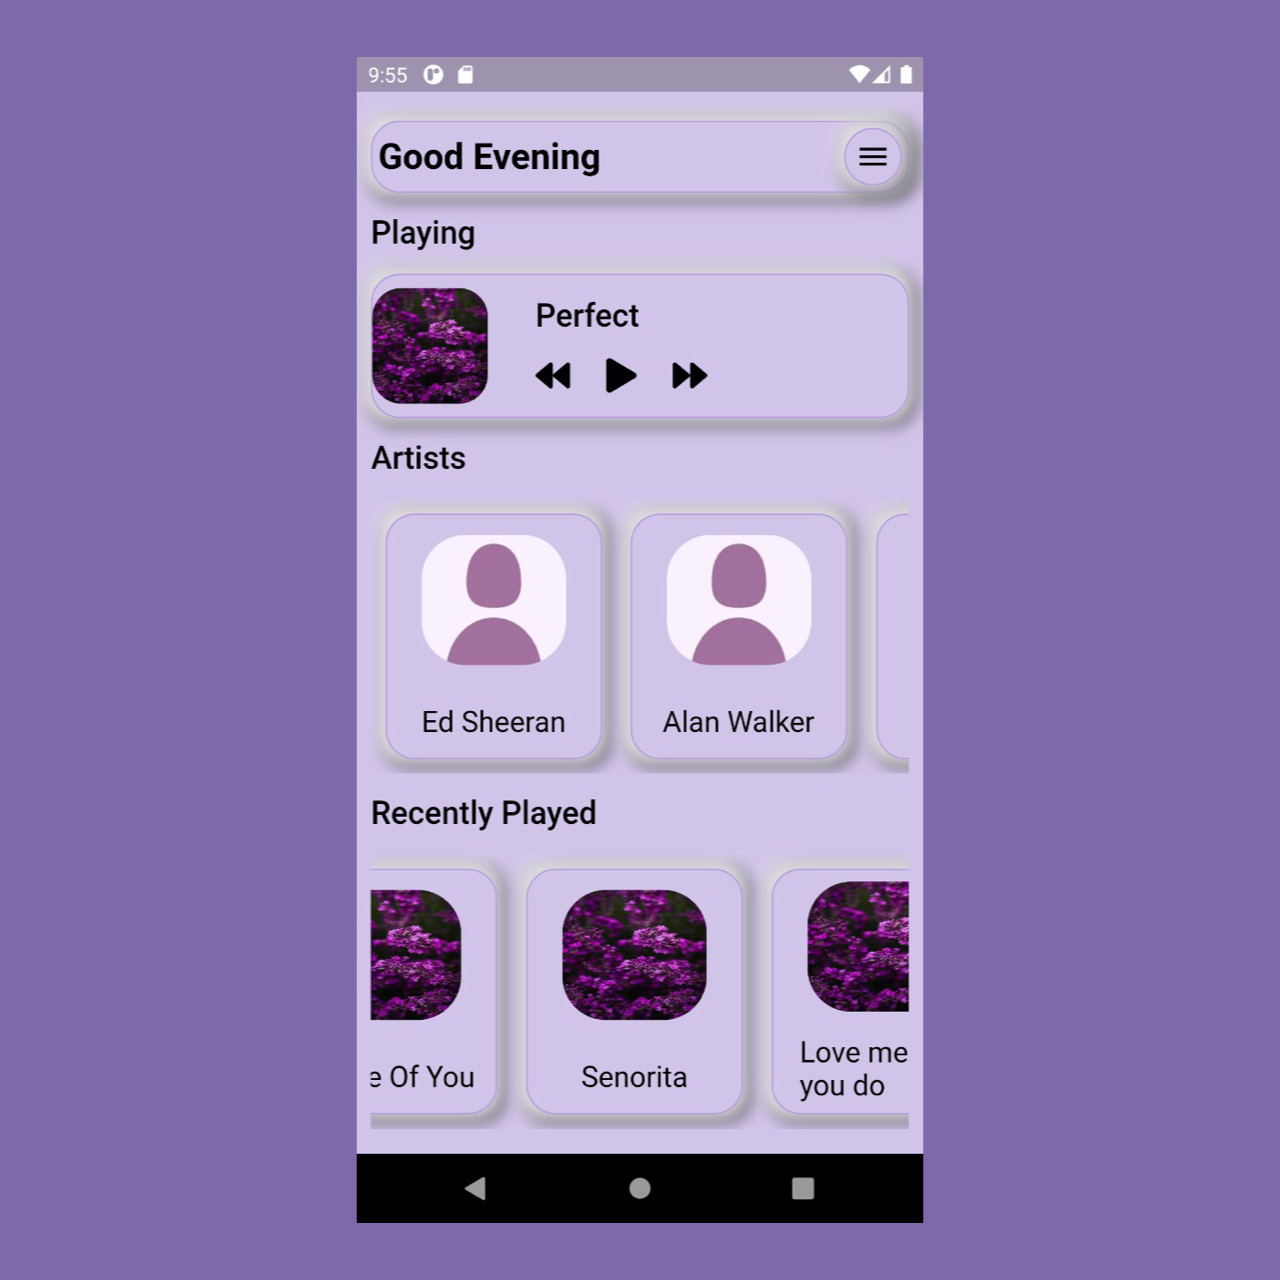 9:55
Good Evening
Playing
Perfect
Artists
Ed Sheeran
Alan Walker
Recently Played
e Of You
Senorita
Love me
you do